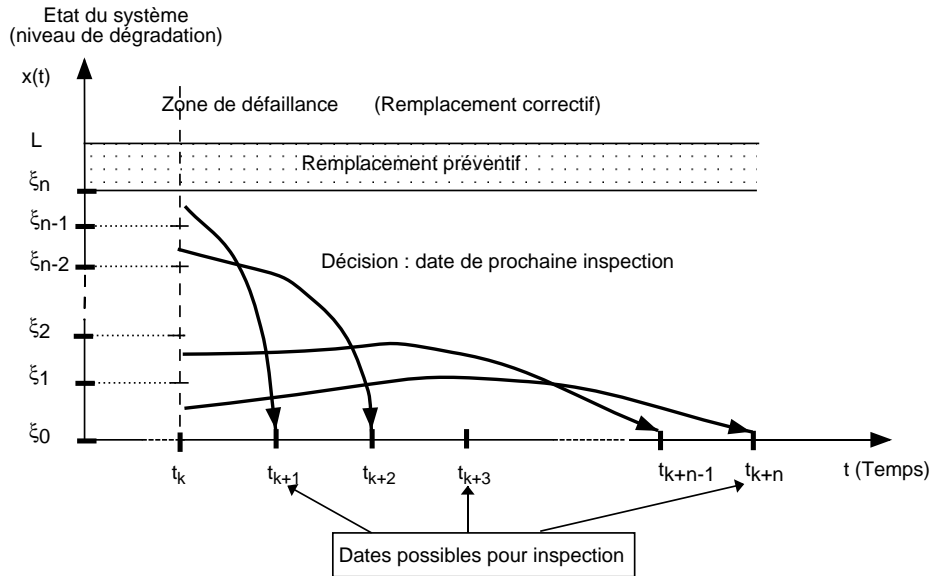 Etat du système
(niveau de dégradation)
x(t)
Zone de défaillance (Remplacement correctif)
L
Remplacement préventif
ξn
ξn-1
ξn-2
Décision : date de prochaine inspection
ξ2
ξ1
ξ0
tk
tk+1
tk+2
tk+3
tk+n-1
tk+n
t (Temps)
Dates possibles pour inspection